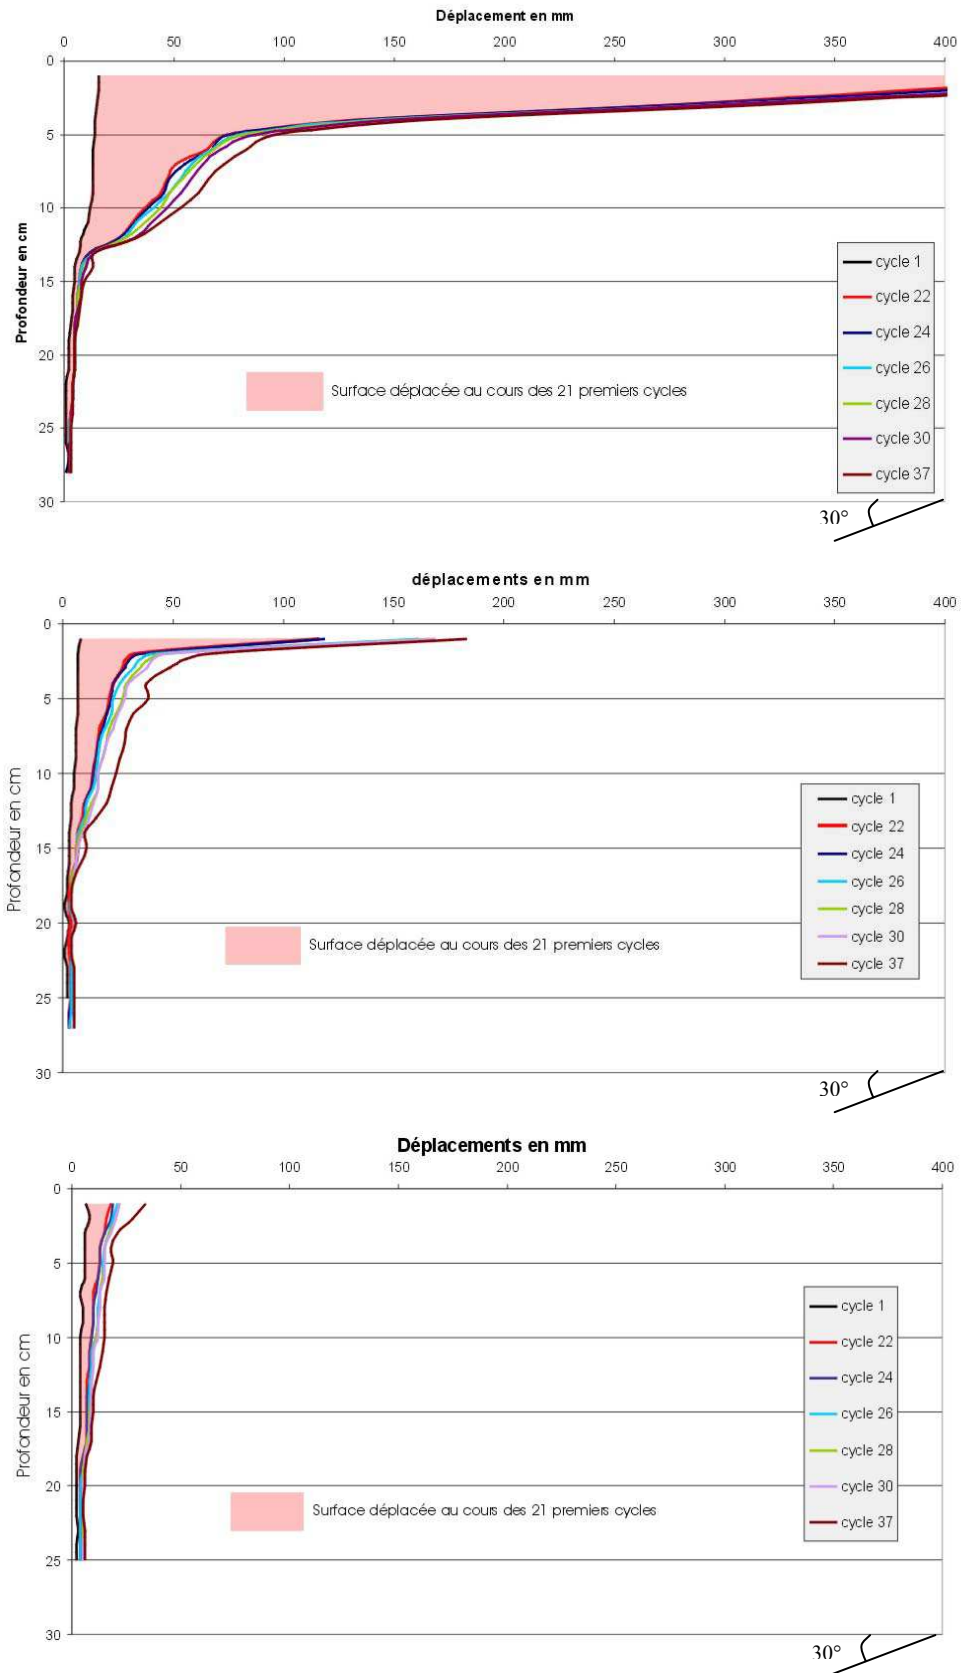 Déplacement en mm
0 50 100 150 200 250 300 350 400
0
5
10
15
20
25
30
Profondeur en cm
cycle 1
cycle 22
cycle 24
cycle 26
cycle 28
cycle 30
cycle 37
Surface déplacée au cours des 21 premiers cycles
30°
déplacements en mm
0 50 100 150 200 250 300 350 400
0
5
10
15
20
25
30
Profondeur en cm
cycle 1
cycle 22
cycle 24
cycle 26
cycle 28
cycle 30
cycle 37
Surface déplacée au cours des 21 premiers cycles
30°
Déplacements en mm
0 50 100 150 200 250 300 350 400
0
5
10
15
20
25
30
Profondeur en cm
cycle 1
cycle 22
cycle 24
cycle 26
cycle 28
cycle 30
cycle 37
Surface déplacée au cours des 21 premiers cycles
30°